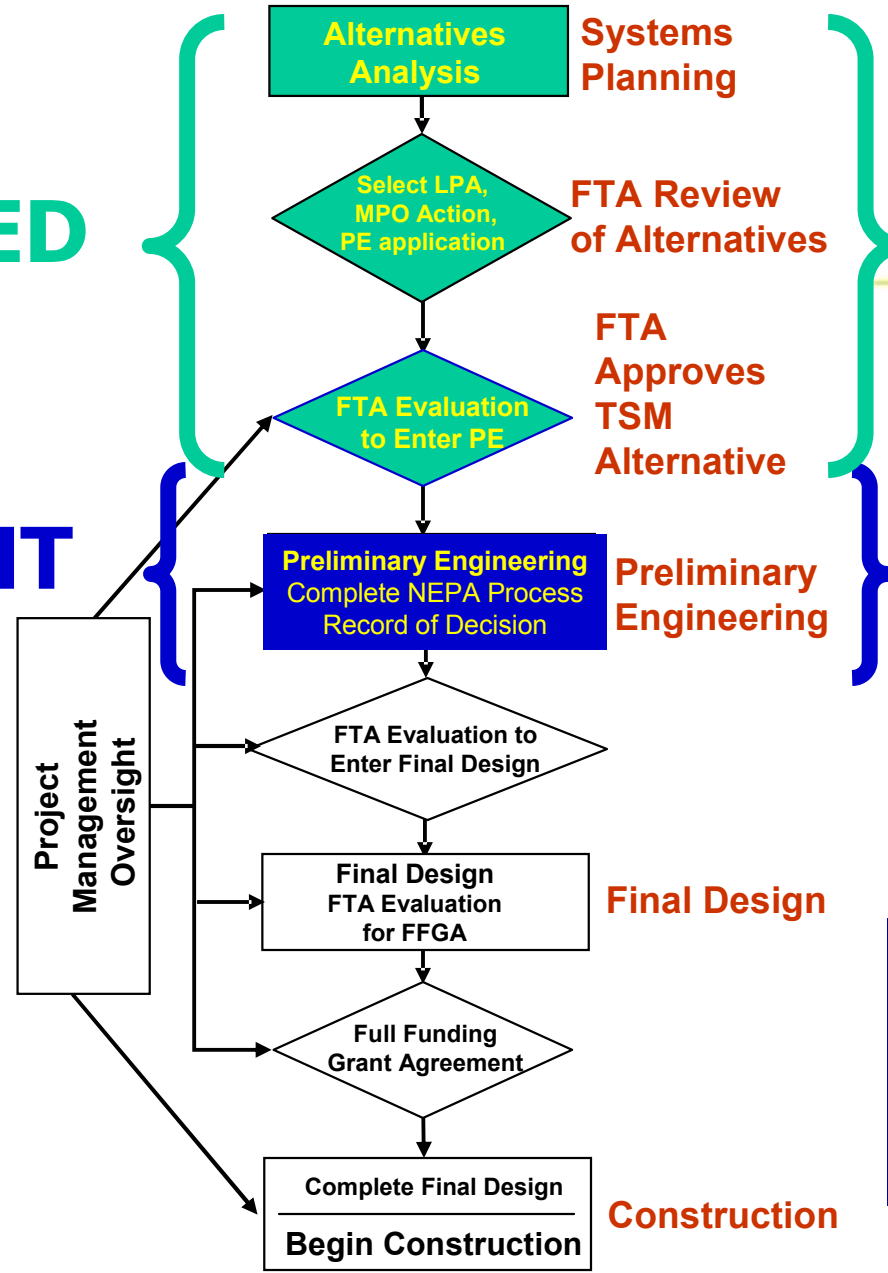 Alternatives
Analysis
Systems
Planning
Select LPA,
MPO Action,
PE application
FTA Review
of Alternatives
ED
FTA Evaluation
to Enter PE
FTA
Approves
TSM
Alternative
NT
Preliminary Engineering
Complete NEPA Process
Record of Decision
Preliminary
Engineering
Project
Management
Oversight
FTA Evaluation to
Enter Final Design
Final Design
FTA Evaluation
for FFGA
Final Design
Full Funding
Grant Agreement
Complete Final Design
Begin Construction
Construction